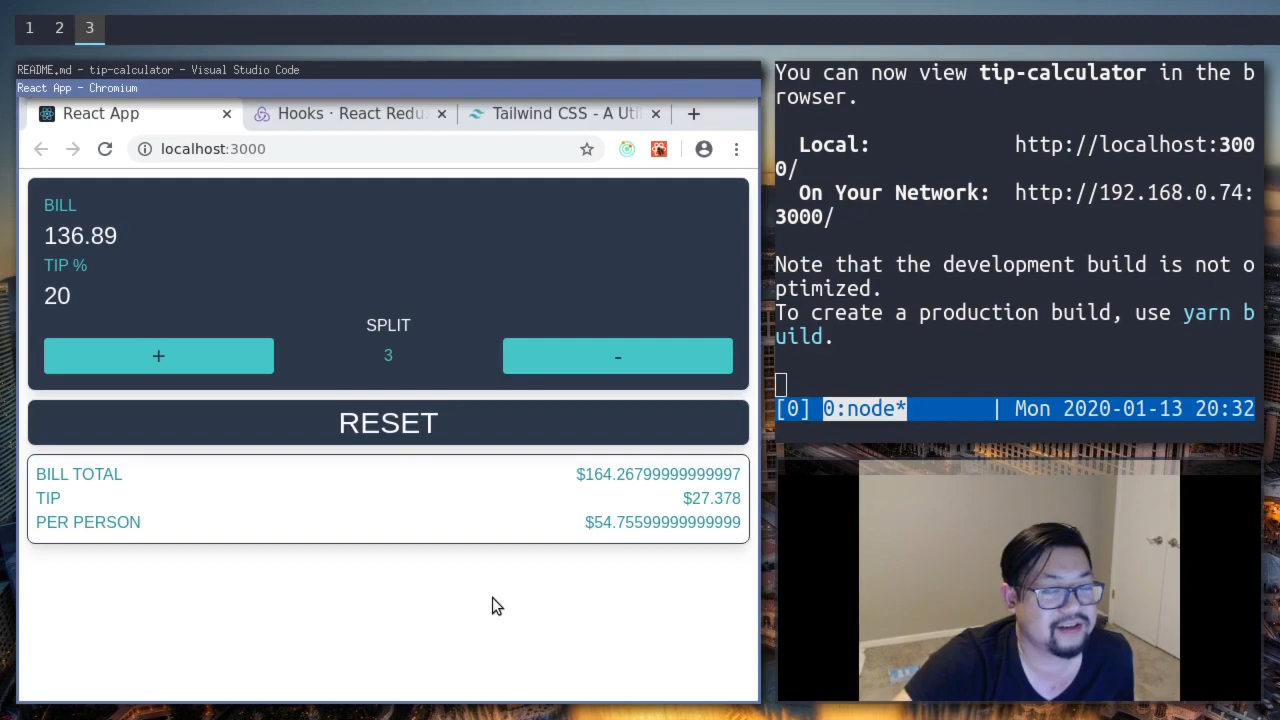 1 2 3
README.md - tip-calculator - Visual Studio Code
React App - Chromium
React App
Hooks · React Redu
Tailwind CSS - A Uti
localhost:3000
BILL
136.89
TIP %
20
SPLIT
+ 3 -
RESET
BILL TOTAL $164.26799999999997
TIP $27.378
PER PERSON $54.75599999999999
You can now view tip-calculator in the b
rowser.
Local: http://localhost:300
0/
On Your Network: http://192.168.0.74:
3000/
Note that the development build is not o
ptimized.
To create a production build, use yarn b
uild.
[0] 0:node* | Mon 2020-01-13 20:32